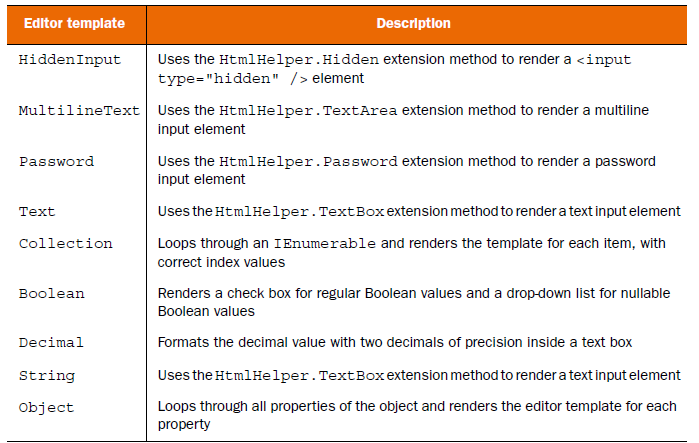 Editor template Description
HiddenInput Uses the HtmlHelper.Hidden extension method to render a <input
type="hidden" /> element
MultilineText Uses the HtmlHelper.TextArea extension method to render a multiline
input element
Password Uses the HtmlHelper.Password extension method to render a password
input element
Text Uses the HtmlHelper.TextBox extension method to render a text input element
Collection Loops through an IEnumerable and renders the template for each item, with
correct index values
Boolean Renders a check box for regular Boolean values and a drop-down list for nullable
Boolean values
Decimal Formats the decimal value with two decimals of precision inside a text box
String Uses the HtmlHelper.TextBox extension method to render a text input element
Object Loops through all properties of the object and renders the editor template for each
property